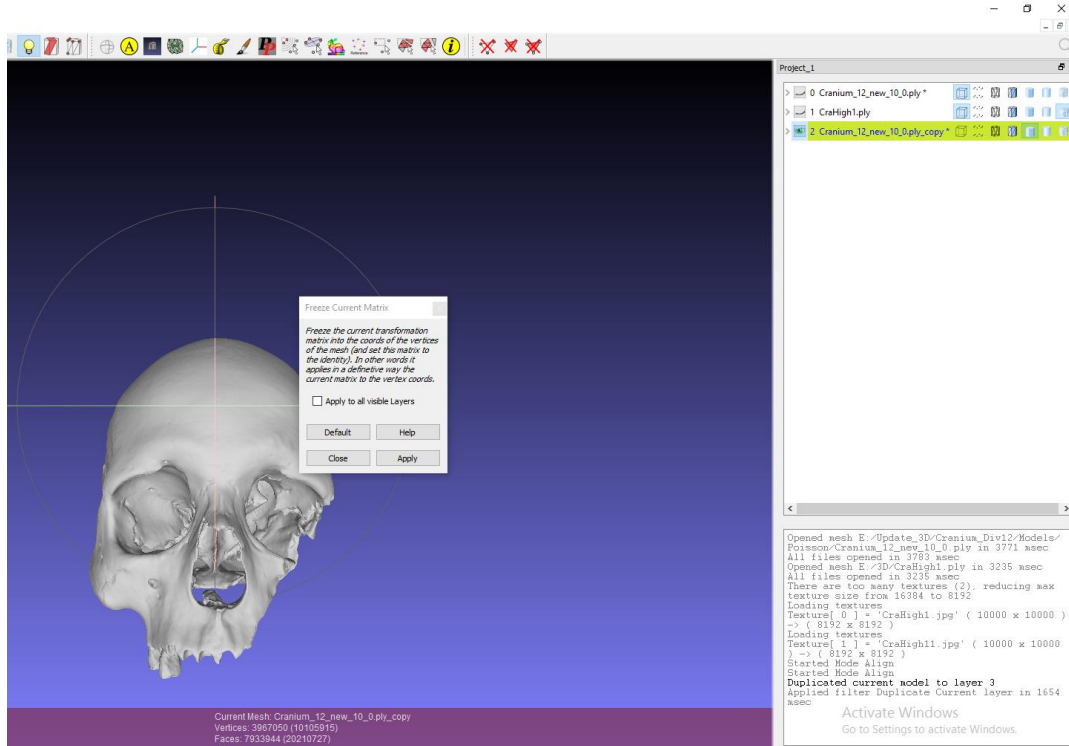 Project_1
0 Cranium_12_new_10_0.ply *
1 CraHigh1.ply
2 Cranium_12_new_10_0.ply_copy *
Freeze Current Matrix
Freeze the current transformation
matrix into the coords of the vertices
of the mesh (and set this matrix to
the identity). In other words it
applies in a definetive way the
current matrix to the vertex coords.
Apply to all visible Layers
Default
Help
Close
Apply
Opened mesh E:/Update_3D/Cranium_Div12/Models/
Poisson/Cranium_12_new_10_0.ply in 3771 msec
All files opened in 3783 msec
Opened mesh E:/3D/CraHigh1.ply in 3235 msec
All files opened in 3235 msec
There are too many textures (2), reducing max
texture size from 16384 to 8192
Loading textures
Texture[ 0 ] = 'CraHigh1.jpg' ( 10000 x 10000 )
-> ( 8192 x 8192 )
Loading textures
Texture[ 1 ] = 'CraHigh11.jpg' ( 10000 x 10000
) -> ( 8192 x 8192 )
Started Mode Align
Started Mode Align
Duplicated current model to layer 3
Applied filter Duplicate Current layer in 1654
msec
Activate Windows
Go to Settings to activate Windows.
Current Mesh: Cranium_12_new_10_0.ply_copy
Vertices: 3967050 (10105915)
Faces: 7933944 (20210727)